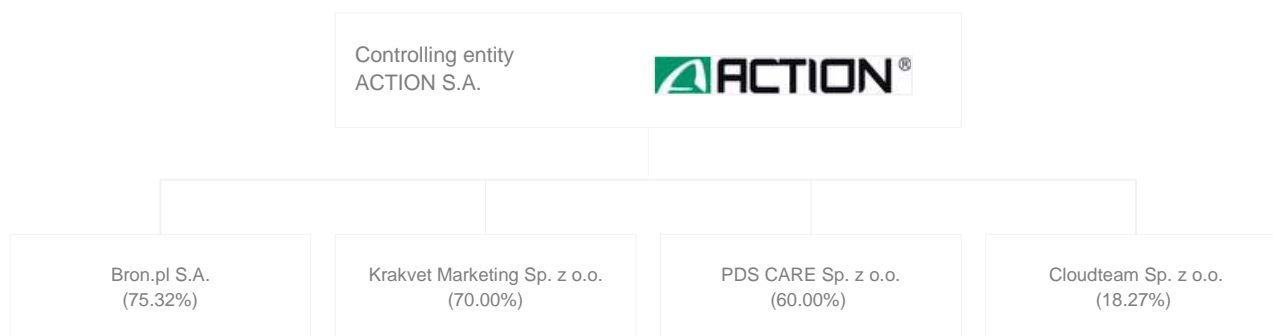 Controlling entity
ACTION S.A.
ACTION®
Bron.pl S.A.
(75.32%)
Krakvet Marketing Sp. z o.o.
(70.00%)
PDS CARE Sp. z o.o.
(60.00%)
Cloudteam Sp. z o.o.
(18.27%)